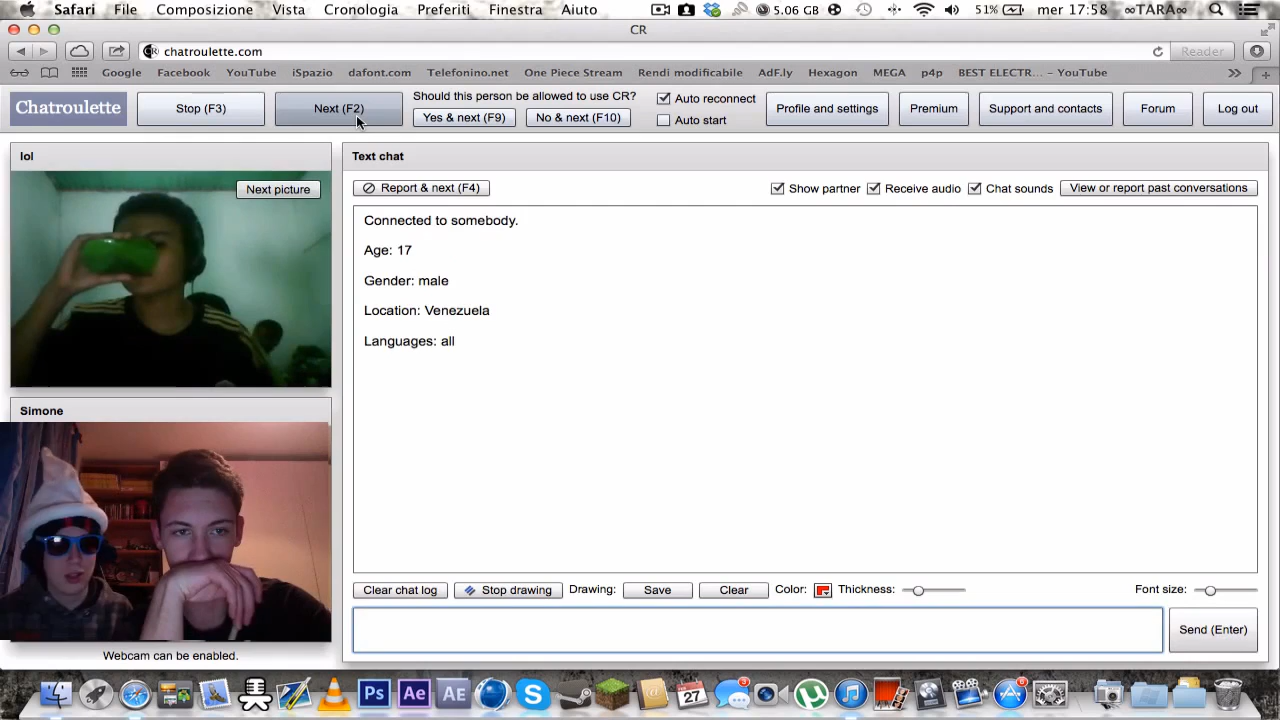 Safari File Composizione Vista Cronologia Preferiti Finestra Aiuto 5.06 GB 51% mer 17:58 ∞TARA∞
CR
CR chatroulette.com Reader
Google Facebook YouTube iSpazio dafont.com Telefonino.net One Piece Stream Rendi modificabile AdF.ly Hexagon MEGA p4p BEST ELECTR... – YouTube
Chatroulette
Stop (F3)
Next (F2)
Should this person be allowed to use CR?
Yes & next (F9) No & next (F10)
Auto reconnect
Auto start
Profile and settings
Premium
Support and contacts
Forum
Log out
lol
Next picture
Text chat
Report & next (F4)
Show partner Receive audio Chat sounds View or report past conversations
Connected to somebody.
Age: 17
Gender: male
Location: Venezuela
Languages: all
Simone
Webcam can be enabled.
Clear chat log Stop drawing Drawing: Save Clear Color: Thickness: Font size:
Send (Enter)
Ps Ae AE S 27 3